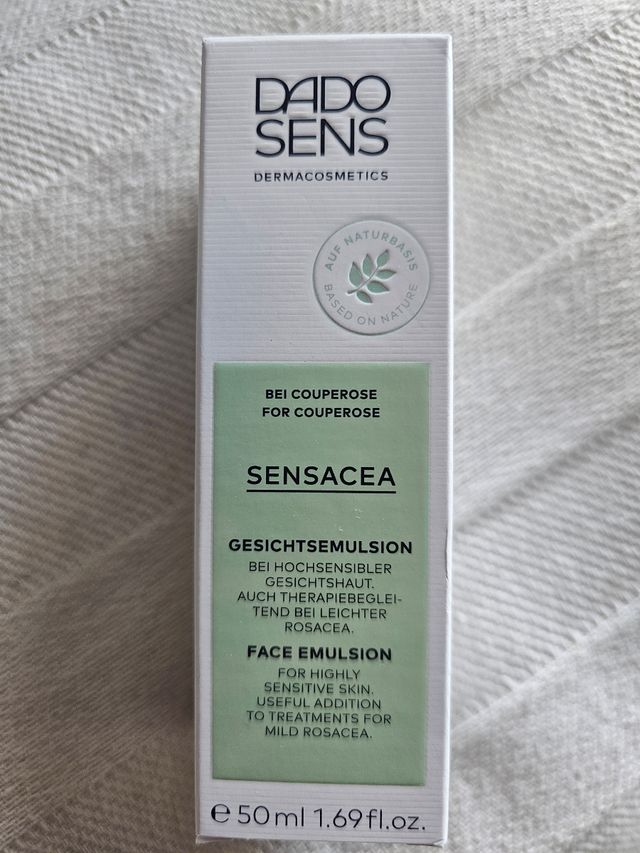 DADO
SENS
DERMACOSMETICS
AUF NATURBASIS
BASED ON NATURE
BEI COUPEROSE
FOR COUPEROSE
SENSACEA
GESICHTSEMULSION
BEI HOCHSENSIBLER
GESICHTSHAUT.
AUCH THERAPIEBEGLEI-
TEND BEI LEICHTER
ROSACEA.
FACE EMULSION
FOR HIGHLY
SENSITIVE SKIN.
USEFUL ADDITION
TO TREATMENTS FOR
MILD ROSACEA.
℮ 50 ml 1.69 fl.oz.